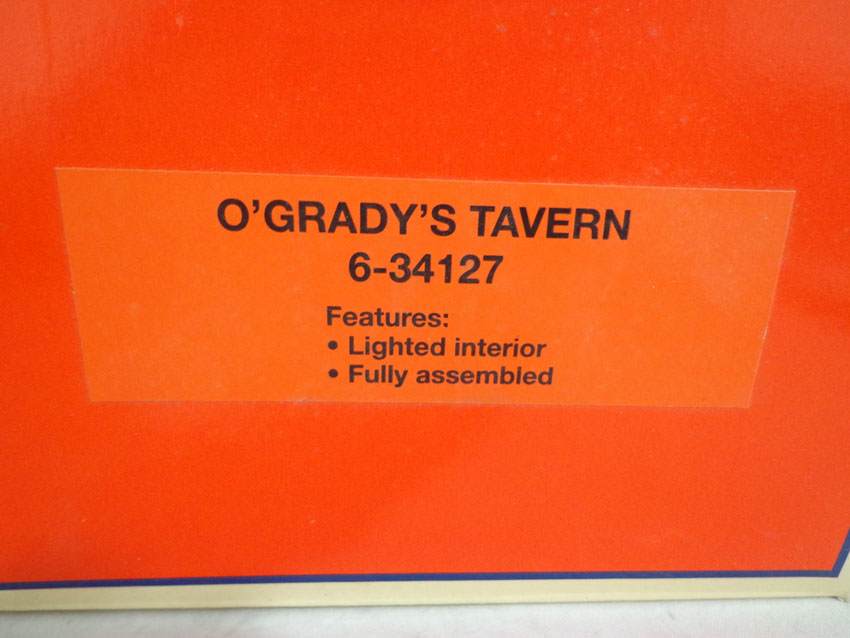 O'GRADY'S TAVERN
6-34127
Features:
• Lighted interior
• Fully assembled